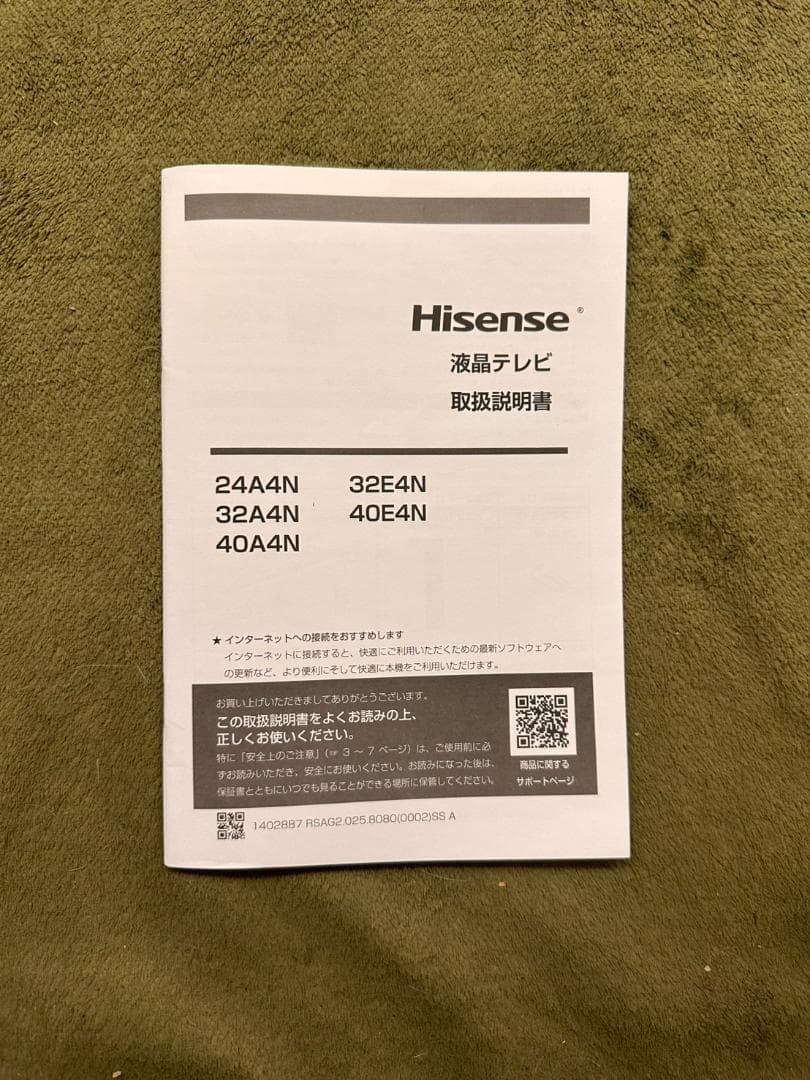 Hisense®
液晶テレビ
取扱説明書
24A4N 32E4N
32A4N 40E4N
40A4N
★ インターネットへの接続をおすすめします
インターネットに接続すると、快適にご利用いただくための最新ソフトウェアへ
の更新など、より便利にそして快適に本機をご利用いただけます。
お買い上げいただきましてありがとうございます。
この取扱説明書をよくお読みの上、
正しくお使いください。
特に「安全上のご注意」(☞ 3 〜 7 ページ) は、ご使用前に必
ずお読みいただき、安全にお使いください。お読みになった後は、
保証書とともにいつでも見ることができる場所に保管してください。
商品に関する
サポートページ
1402887 RSAG2.025.8080(0002)SS A